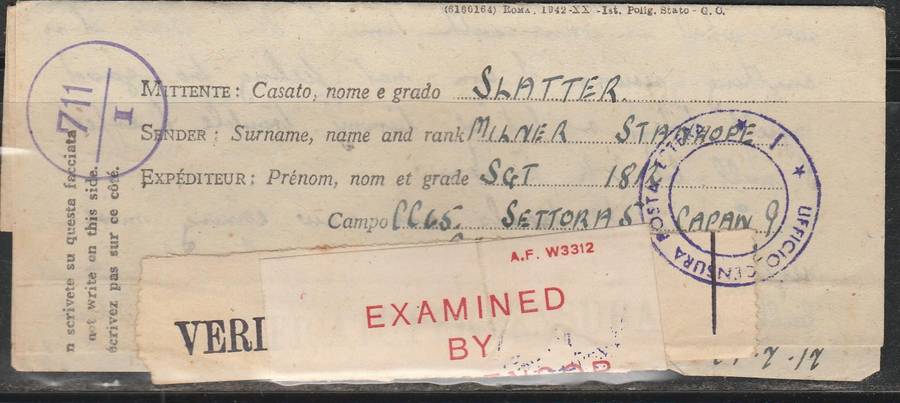 (6180164) Roma, 1942-XX - Ist. Polig. Stato - G. C.
711
I
Mittente: Casato, nome e grado SLATTER.
Sender: Surname, name and rank MILNER STANHOPE
Expéditeur: Prénom, nom et grade SGT
Campo CC65. CAPAN 9
n scrivete su questa facciata
not write on this side.
écrivez pas sur ce côté.
UFFICIO CENSURA POSTA
VERI
A.F. W3312
EXAMINED
BY